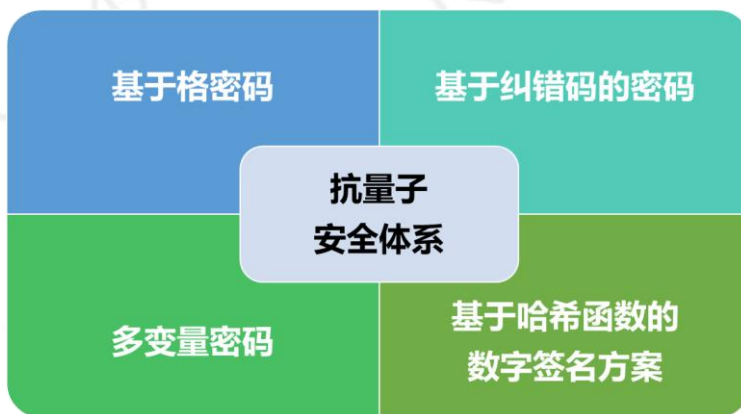 基于格密码
基于纠错码的密码
抗量子
安全体系
多变量密码
基于哈希函数的
数字签名方案